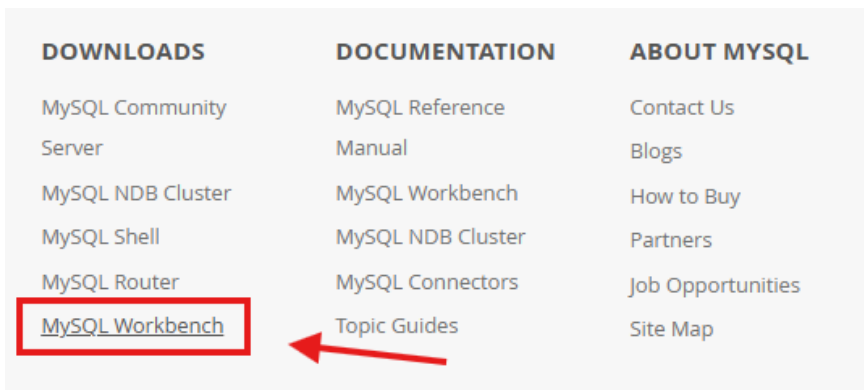 DOWNLOADS
MySQL Community
Server
MySQL NDB Cluster
MySQL Shell
MySQL Router
MySQL Workbench
DOCUMENTATION
MySQL Reference
Manual
MySQL Workbench
MySQL NDB Cluster
MySQL Connectors
Topic Guides
ABOUT MYSQL
Contact Us
Blogs
How to Buy
Partners
Job Opportunities
Site Map